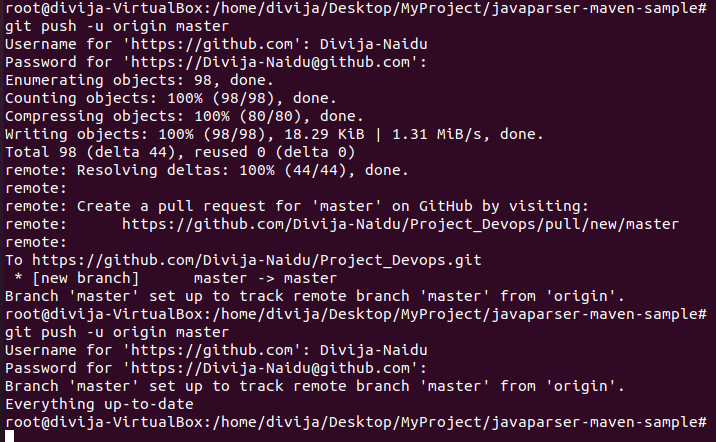 root@divija-VirtualBox:/home/divija/Desktop/MyProject/javaparser-maven-sample#
git push -u origin master
Username for 'https://github.com': Divija-Naidu
Password for 'https://Divija-Naidu@github.com':
Enumerating objects: 98, done.
Counting objects: 100% (98/98), done.
Compressing objects: 100% (80/80), done.
Writing objects: 100% (98/98), 18.29 KiB | 1.31 MiB/s, done.
Total 98 (delta 44), reused 0 (delta 0)
remote: Resolving deltas: 100% (44/44), done.
remote:
remote: Create a pull request for 'master' on GitHub by visiting:
remote:      https://github.com/Divija-Naidu/Project_Devops/pull/new/master
remote:
To https://github.com/Divija-Naidu/Project_Devops.git
 * [new branch]      master -> master
Branch 'master' set up to track remote branch 'master' from 'origin'.
root@divija-VirtualBox:/home/divija/Desktop/MyProject/javaparser-maven-sample#
git push -u origin master
Username for 'https://github.com': Divija-Naidu
Password for 'https://Divija-Naidu@github.com':
Branch 'master' set up to track remote branch 'master' from 'origin'.
Everything up-to-date
root@divija-VirtualBox:/home/divija/Desktop/MyProject/javaparser-maven-sample#